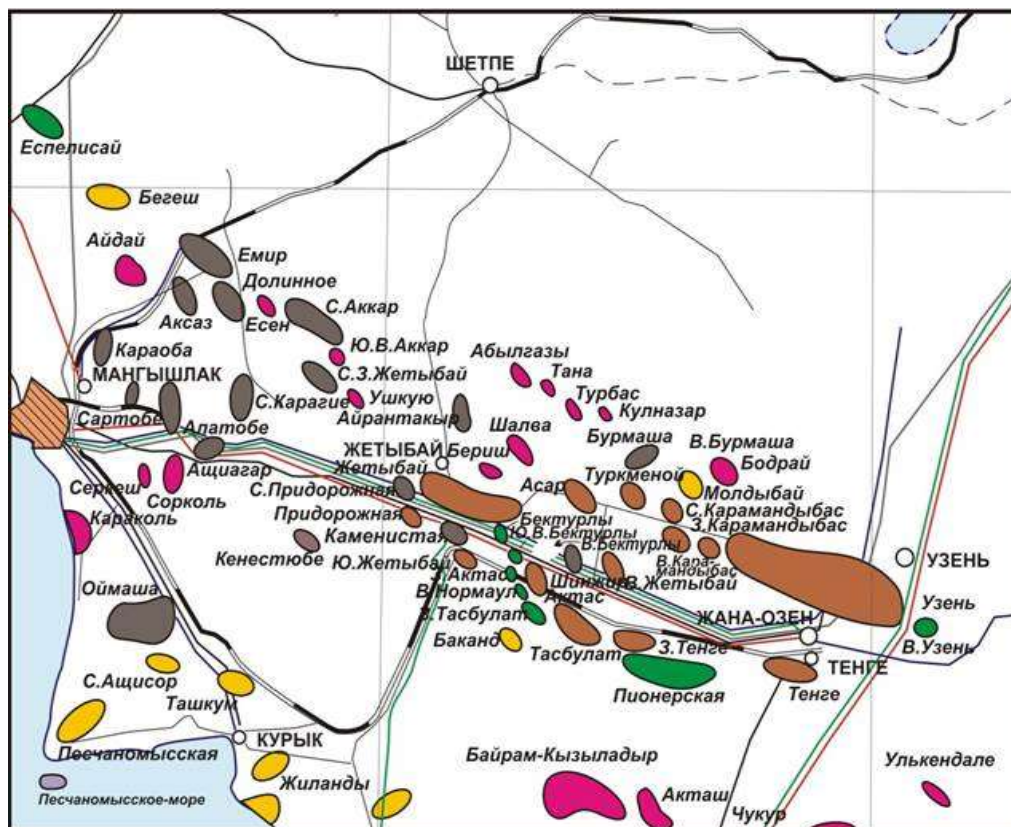 ШЕТПЕ
Еспелисай
Бегеш
Айдай
Емир
Долинное
С.Аккар
Аксаз
Есен
Ю.В.Аккар
Караоба
Абылгазы
МАНГЫШЛАК
С.З.Жетыбай
Тана
Ушкую
Турбас
С.Карагие
Кулназар
Сартобе
Айрантакыр
Алатобе
Шалва
Бурмаша
ЖЕТЫБАЙ
Бериш
В.Бурмаша
Ащиагар
Жетыбай
Бодрай
Туркменой
Серкеш
С.Придорожная
Асар
Молдыбай
Сорколь
С.Карамандыбас
Караколь
Придорожная
Бектурлы
З.Карамандыбас
Каменистая
Ю.В.Бектурлы
В.Бектурлы
Кенестюбе
Ю.Жетыбай
В.Кара-
мандыбас
УЗЕНЬ
Актас
Шинжир
В.Жетыбай
Оймаша
В.Нормаул
Актас
Узень
З.Тасбулат
ЖАНА-ОЗЕН
Баканд
В.Узень
Тасбулат
З.Тенге
ТЕНГЕ
С.Ащисор
Пионерская
Тенге
Ташкум
КУРЫК
Песчаномысская
Байрам-Кызыладыр
Улькендале
Жиланды
Песчаномысское-море
Акташ
Чукур